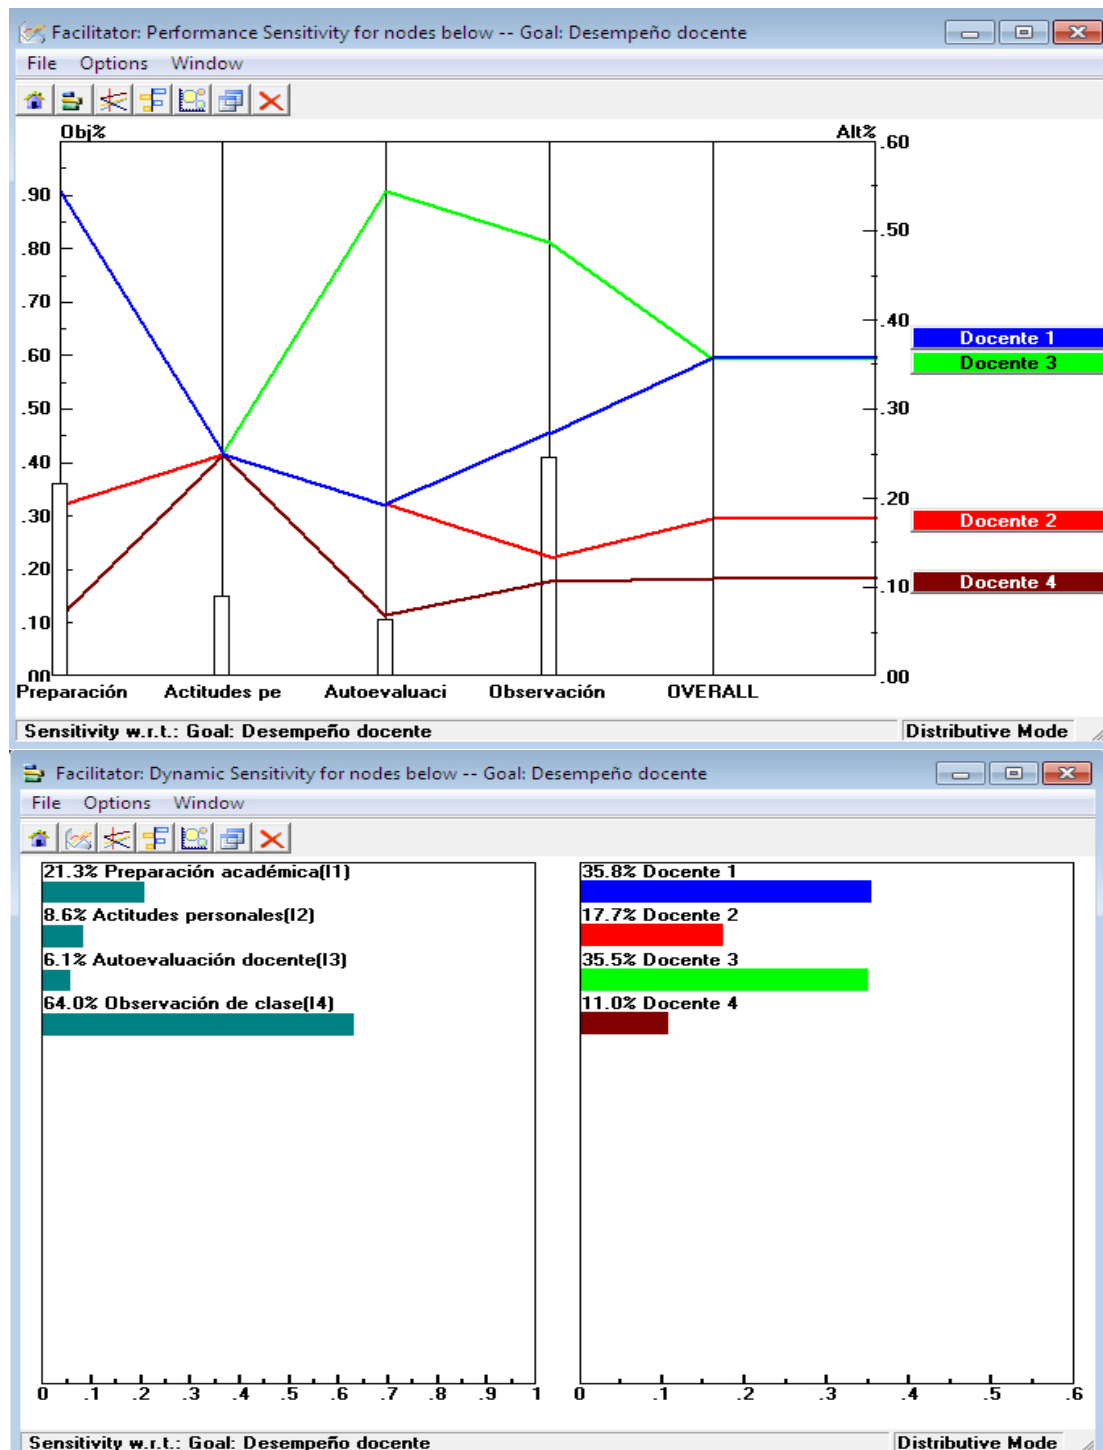 Facilitator: Performance Sensitivity for nodes below -- Goal: Desempeño docente
File Options Window
Obj% Alt%
.60
.90
.50
.80
.70
.40
Docente 1
.60
Docente 3
.50
.30
.40
.20
.30
Docente 2
.20
Docente 4
.10
.10
.00
.00
Preparación Actitudes pe Autoevaluaci Observación OVERALL
Sensitivity w.r.t.: Goal: Desempeño docente Distributive Mode
Facilitator: Dynamic Sensitivity for nodes below -- Goal: Desempeño docente
File Options Window
21.3% Preparación académica(I1) 35.8% Docente 1
8.6% Actitudes personales(I2) 17.7% Docente 2
6.1% Autoevaluación docente(I3) 35.5% Docente 3
64.0% Observación de clase(I4) 11.0% Docente 4
0 .1 .2 .3 .4 .5 .6 .7 .8 .9 1 0 .1 .2 .3 .4 .5 .6
Sensitivity w.r.t.: Goal: Desempeño docente Distributive Mode